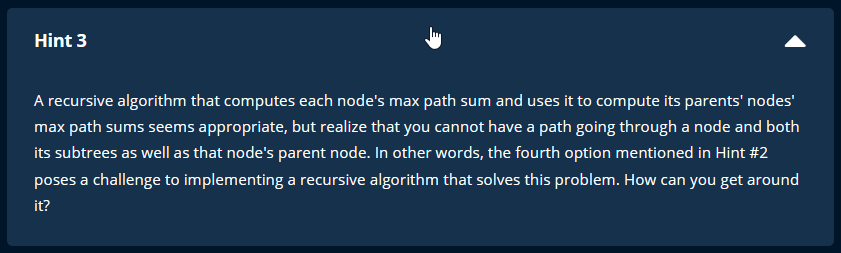 Hint 3
A recursive algorithm that computes each node's max path sum and uses it to compute its parents' nodes'
max path sums seems appropriate, but realize that you cannot have a path going through a node and both
its subtrees as well as that node's parent node. In other words, the fourth option mentioned in Hint #2
poses a challenge to implementing a recursive algorithm that solves this problem. How can you get around
it?